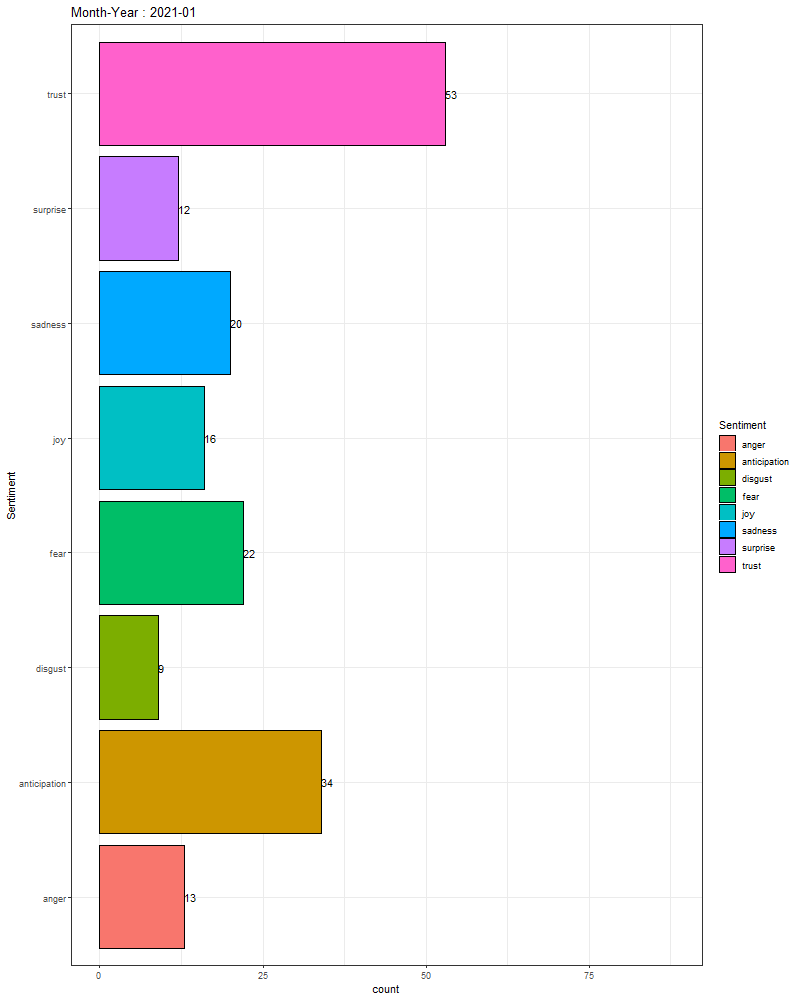 Month-Year : 2021-01
trust
53
surprise
12
sadness
20
joy
16
fear
22
disgust
9
anticipation
34
anger
13
0
25
50
75
count
Sentiment
Sentiment
anger
anticipation
disgust
fear
joy
sadness
surprise
trust